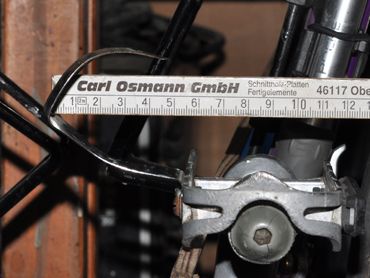 Carl Osmann GmbH
Schnittholz-Platten
Fertigelemente
46117 Obe
1 2 3 4 5 6 7 8 9 10 11 12 13